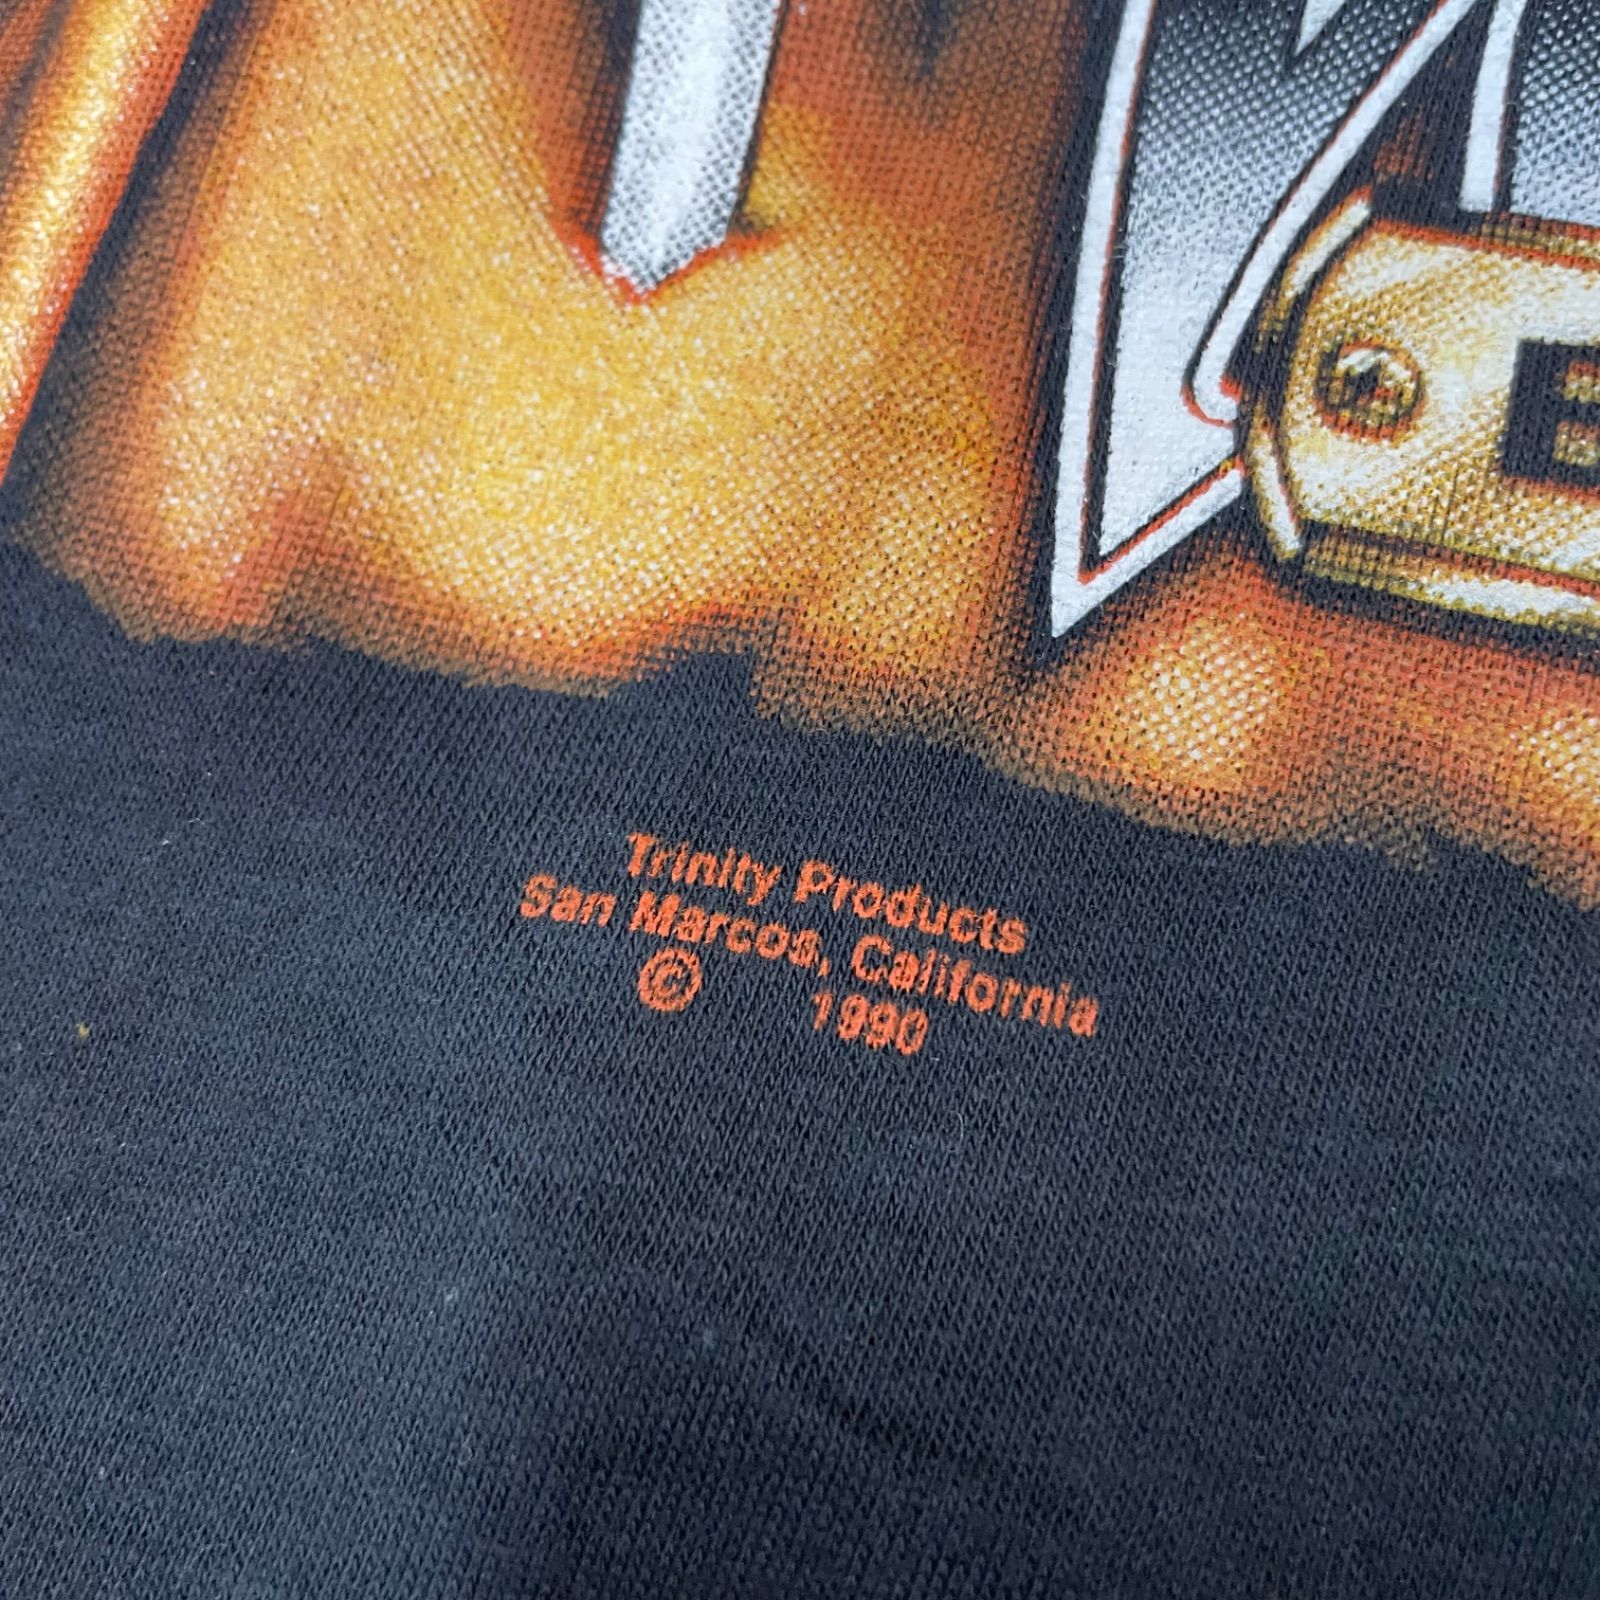 B
Trinity Products
San Marcos, California
© 1990